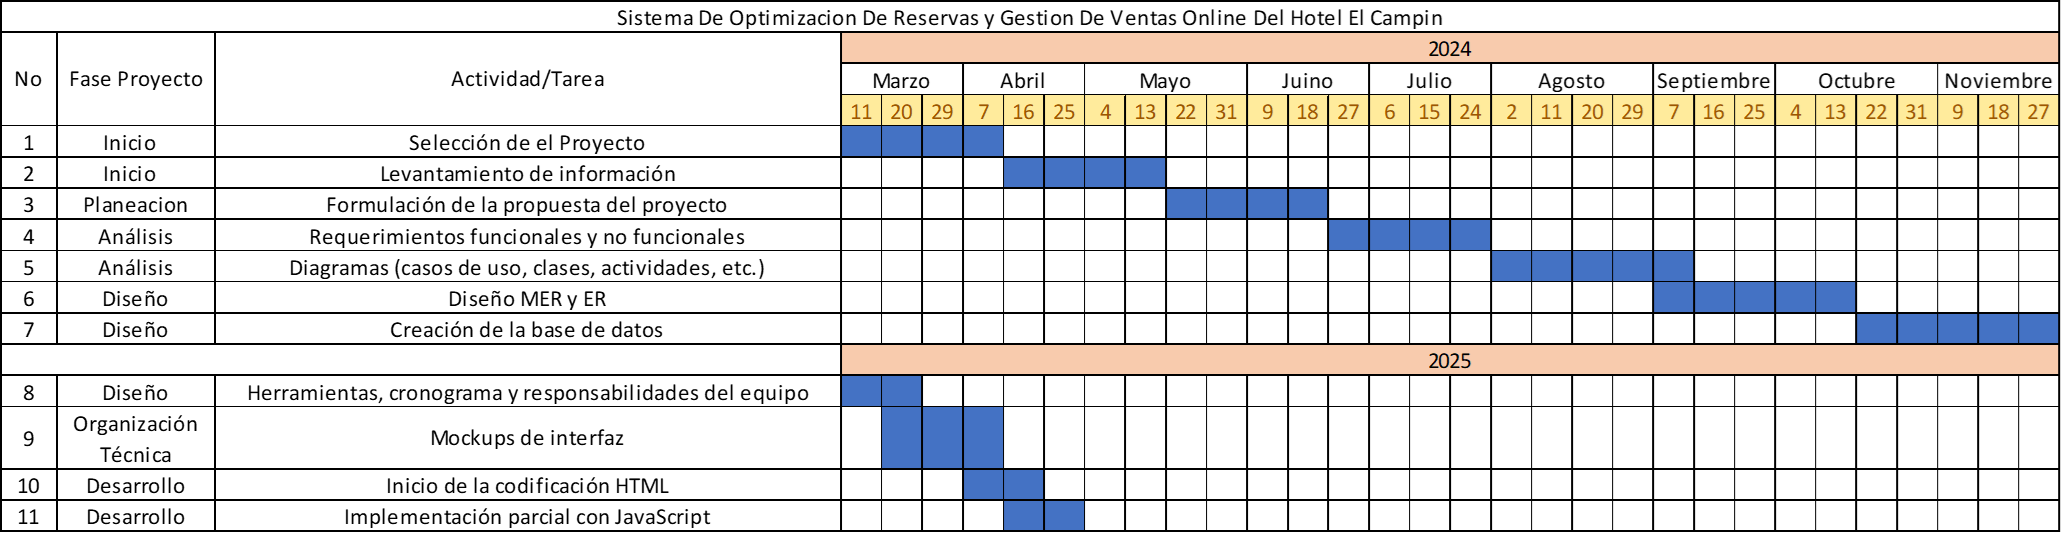 Sistema De Optimizacion De Reservas y Gestion De Ventas Online Del Hotel El Campin
No Fase Proyecto Actividad/Tarea 2024
Marzo Abril Mayo Juino Julio Agosto Septiembre Octubre Noviembre
11 20 29 7 16 25 4 13 22 31 9 18 27 6 15 24 2 11 20 29 7 16 25 4 13 22 31 9 18 27
1 Inicio Selección de el Proyecto
2 Inicio Levantamiento de información
3 Planeacion Formulación de la propuesta del proyecto
4 Análisis Requerimientos funcionales y no funcionales
5 Análisis Diagramas (casos de uso, clases, actividades, etc.)
6 Diseño Diseño MER y ER
7 Diseño Creación de la base de datos
2025
8 Diseño Herramientas, cronograma y responsabilidades del equipo
9 Organización Técnica Mockups de interfaz
10 Desarrollo Inicio de la codificación HTML
11 Desarrollo Implementación parcial con JavaScript